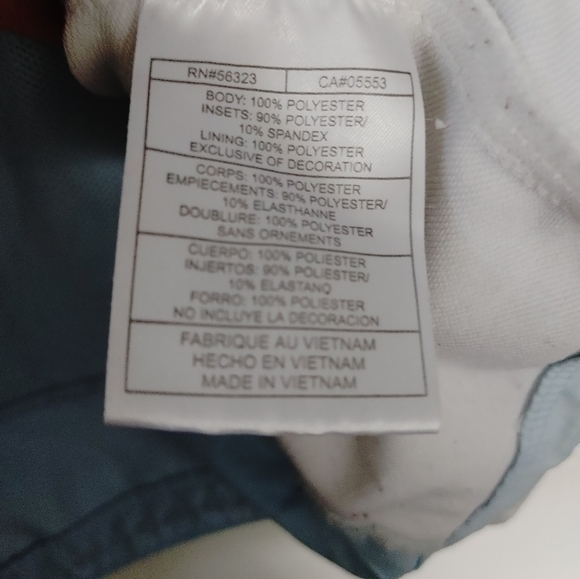 RN#56323 CA#05553
BODY: 100% POLYESTER
INSETS: 90% POLYESTER/
10% SPANDEX
LINING: 100% POLYESTER
EXCLUSIVE OF DECORATION
CORPS: 100% POLYESTER
EMPIECEMENTS: 90% POLYESTER/
10% ELASTHANNE
DOUBLURE: 100% POLYESTER
SANS ORNEMENTS
CUERPO: 100% POLIESTER
INJERTOS: 90% POLIESTER/
10% ELASTANO
FORRO: 100% POLIESTER
NO INCLUYE LA DECORACION
FABRIQUE AU VIETNAM
HECHO EN VIETNAM
MADE IN VIETNAM